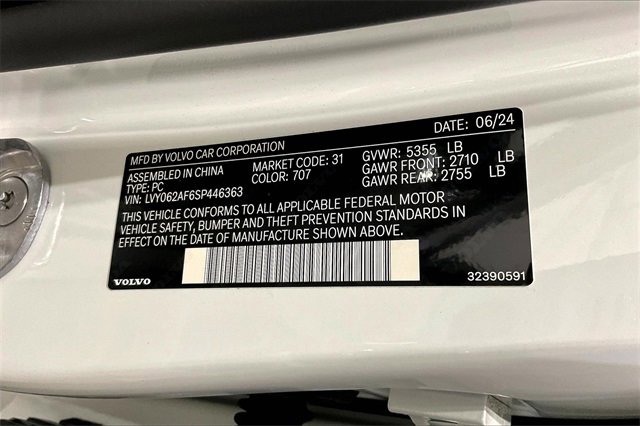 DATE: 06/24
MFD BY VOLVO CAR CORPORATION
ASSEMBLED IN CHINA MARKET CODE: 31 GVWR: 5355 LB
TYPE: PC COLOR: 707 GAWR FRONT: 2710 LB
VIN: LVY062AF6SP446363 GAWR REAR: 2755 LB
THIS VEHICLE CONFORMS TO ALL APPLICABLE FEDERAL MOTOR
VEHICLE SAFETY, BUMPER AND THEFT PREVENTION STANDARDS IN
EFFECT ON THE DATE OF MANUFACTURE SHOWN ABOVE.
VOLVO 32390591